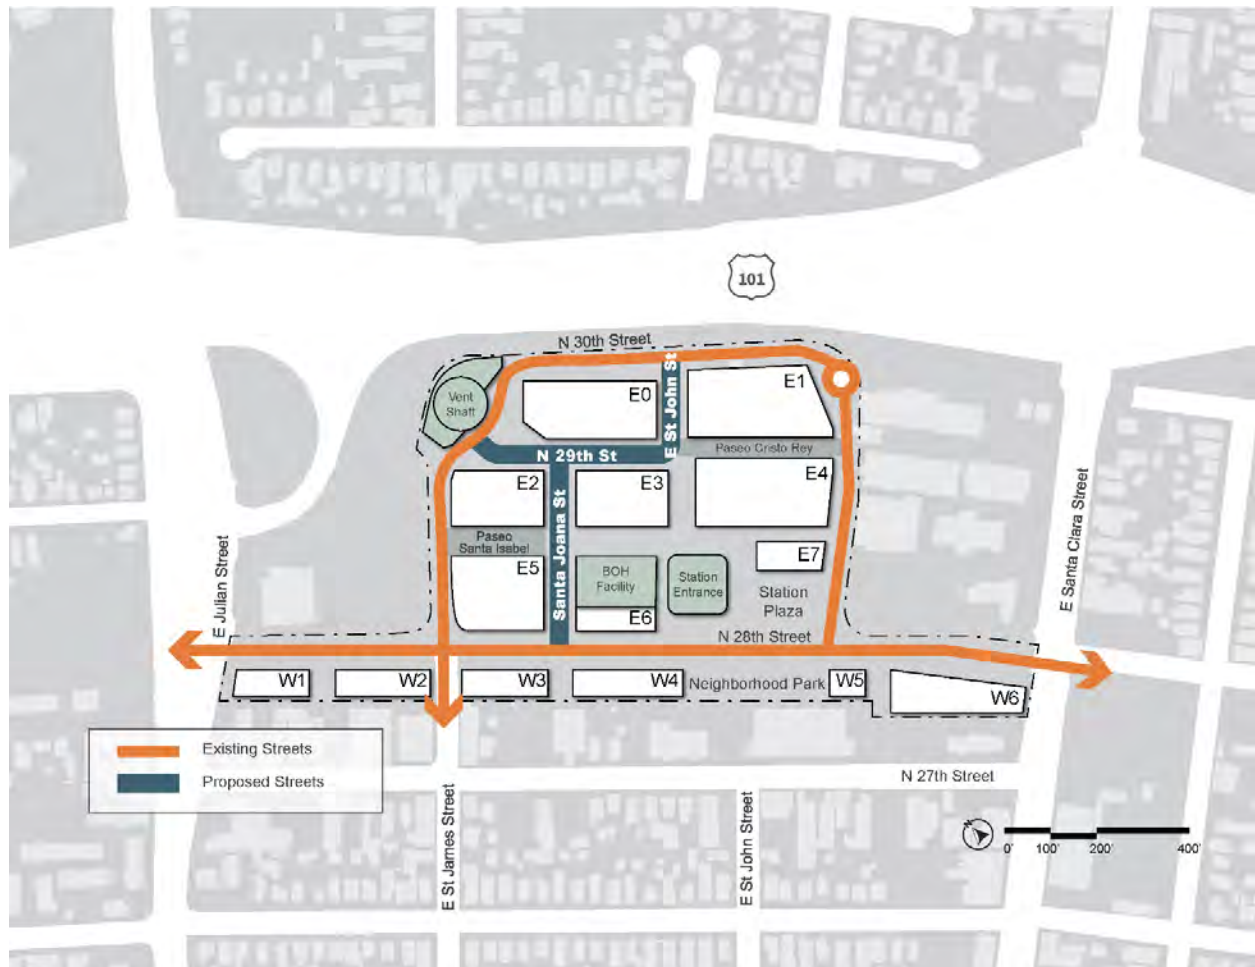 101
N 30th Street
Vent
Shaft
E0
E St John St
E1
N 29th St
Paseo Cristo Rey
E2
Santa Joana St
E3
E4
Paseo
Santa Isabel
E5
BOH
Facility
Station
Entrance
E7
Station
Plaza
E6
N 28th Street
E Julian Street
E Santa Clara Street
W1
W2
W3
W4
Neighborhood Park
W5
W6
Existing Streets
Proposed Streets
N 27th Street
E St James Street
E St John Street
N
0'
100'
200'
400'